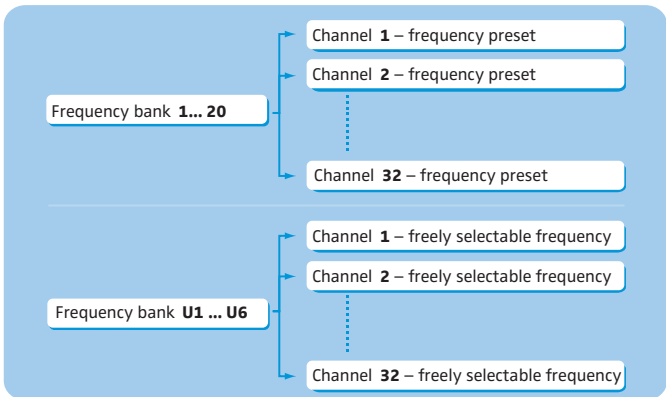 Channel 1 – frequency preset
Channel 2 – frequency preset
Frequency bank 1... 20
Channel 32 – frequency preset
Channel 1 – freely selectable frequency
Channel 2 – freely selectable frequency
Frequency bank U1 ... U6
Channel 32 – freely selectable frequency